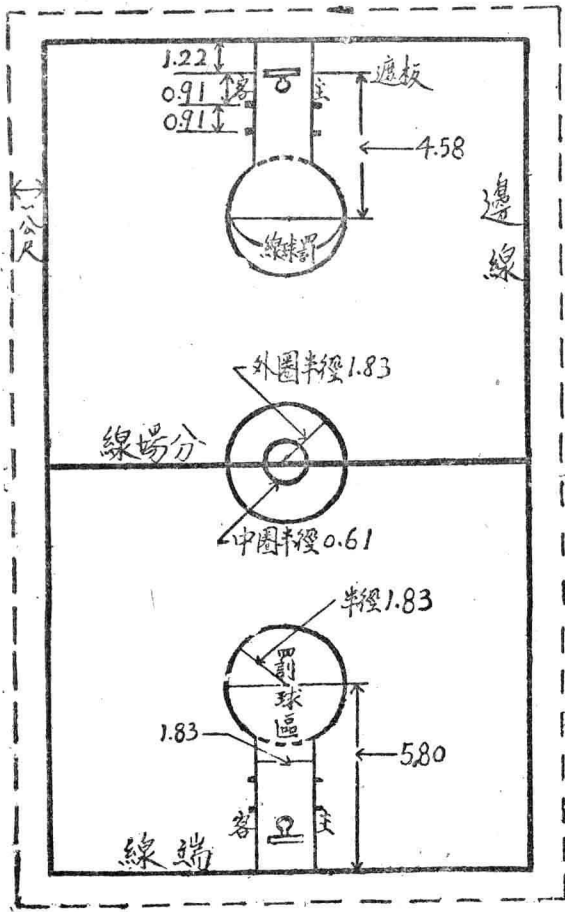 1.22
0.91
0.91
客
主
遮板
4.58
一公尺
邊線
線球罰
外圈半徑1.83
線場分
中圈半徑0.61
半徑1.83
罰球區
1.83
5.80
客
主
線端